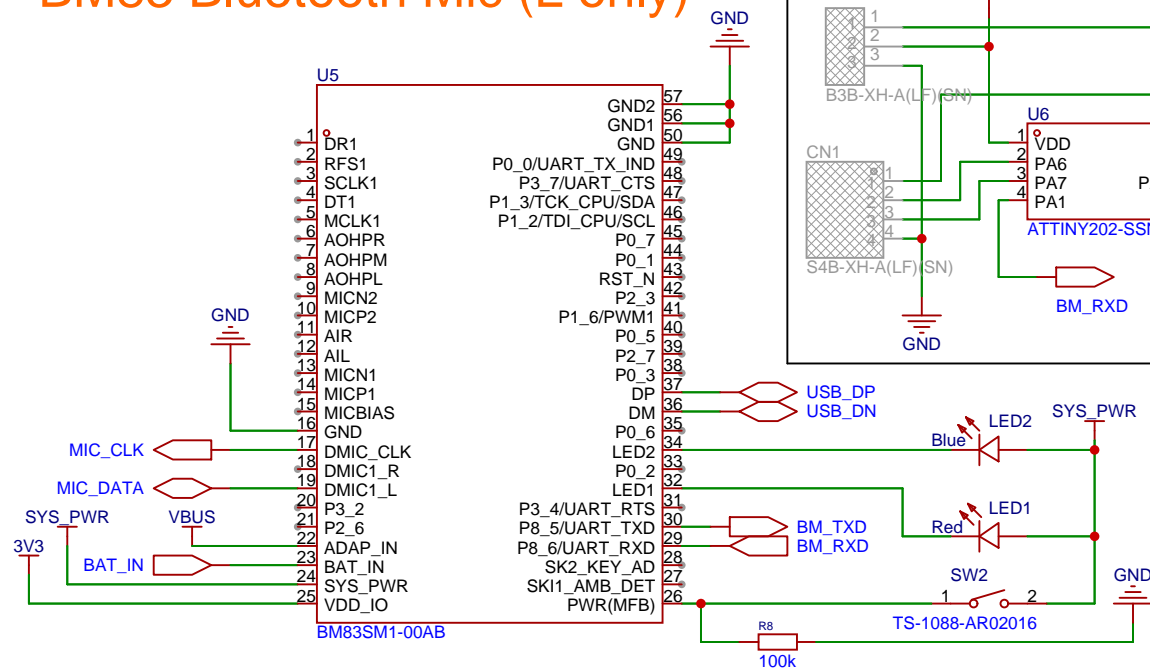 BM83 Bluetooth Mic (L only)
GND
U5
1 DR1
2 RFS1
3 SCLK1
4 DT1
5 MCLK1
6 AOHPR
7 AOHPM
8 AOHPL
9 MICN2
10 MICP2
11 AIR
12 AIL
13 MICN1
14 MICP1
15 MICBIAS
16 GND
17 DMIC_CLK
18 DMIC1_R
19 DMIC1_L
20 P3_2
21 P2_6
22 ADAP_IN
23 BAT_IN
24 SYS_PWR
25 VDD_IO
GND2 57
GND1 56
GND 50
P0_0/UART_TX_IND 49
P3_7/UART_CTS 48
P1_3/TCK_CPU/SDA 47
P1_2/TDI_CPU/SCL 46
P0_7 45
P0_1 44
RST_N 43
P2_3 42
P1_6/PWM1 41
P0_5 40
P2_7 39
P0_3 38
DP 37
DM 36
P0_6 35
LED2 34
P0_2 33
LED1 32
P3_4/UART_RTS 31
P8_5/UART_TXD 30
P8_6/UART_RXD 29
SK2_KEY_AD 28
SKI1_AMB_DET 27
PWR(MFB) 26
BM83SM1-00AB
GND
MIC_CLK
MIC_DATA
SYS_PWR
VBUS
3V3
BAT_IN
1 1
2 2
3 3
B3B-XH-A(LF)(SN)
CN1
1 1
2 2
3 3
4 4
S4B-XH-A(LF)(SN)
GND
U6
1 VDD
2 PA6
3 PA7
4 PA1
P
ATTINY202-SSN
BM_RXD
USB_DP
USB_DN
SYS_PWR
LED2
Blue
LED1
Red
BM_TXD
BM_RXD
SW2
1 2
TS-1088-AR02016
GND
R8
100k